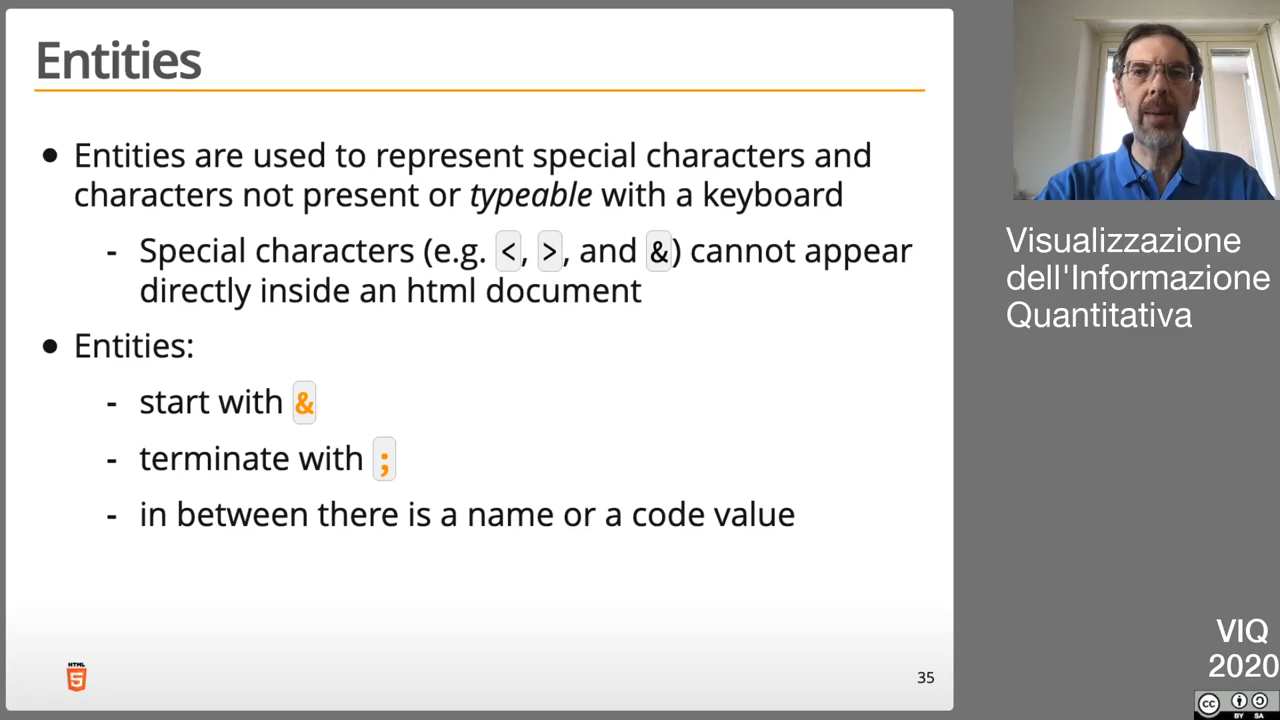 Entities
● Entities are used to represent special characters and
characters not present or typeable with a keyboard
- Special characters (e.g. <, >, and &) cannot appear
directly inside an html document
● Entities:
- start with &
- terminate with ;
- in between there is a name or a code value
HTML
5
35
Visualizzazione
dell'Informazione
Quantitativa
VIQ
2020
cc
BY SA